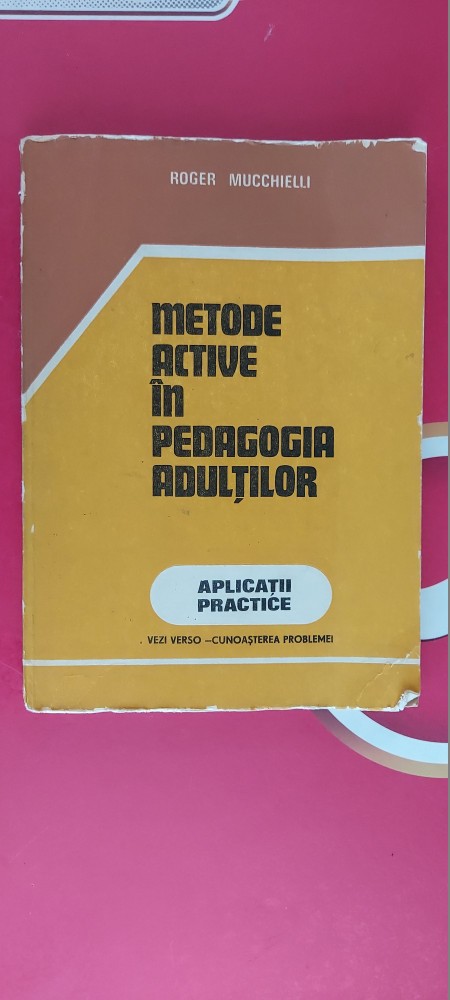 ROGER MUCCHIELLI
METODE
ACTIVE
în
PEDAGOGIA
ADULȚILOR
APLICAȚII
PRACTICE
. VEZI VERSO –CUNOAȘTEREA PROBLEMEI